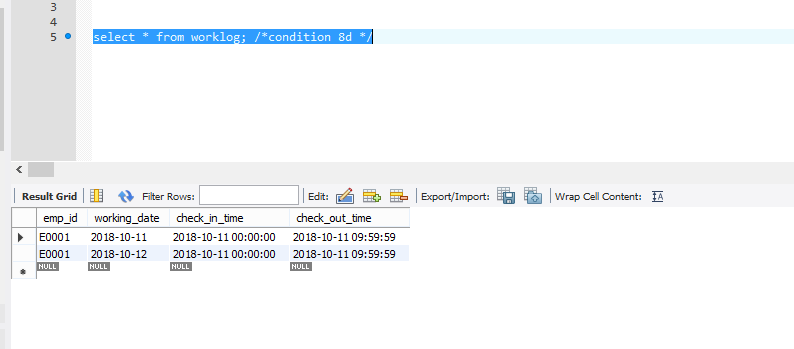 3
4
5 select * from worklog; /*condition 8d */
Result Grid Filter Rows: Edit: Export/Import: Wrap Cell Content: IA
emp_id working_date check_in_time check_out_time
E0001 2018-10-11 2018-10-11 00:00:00 2018-10-11 09:59:59
E0001 2018-10-12 2018-10-11 00:00:00 2018-10-11 09:59:59
NULL NULL NULL NULL